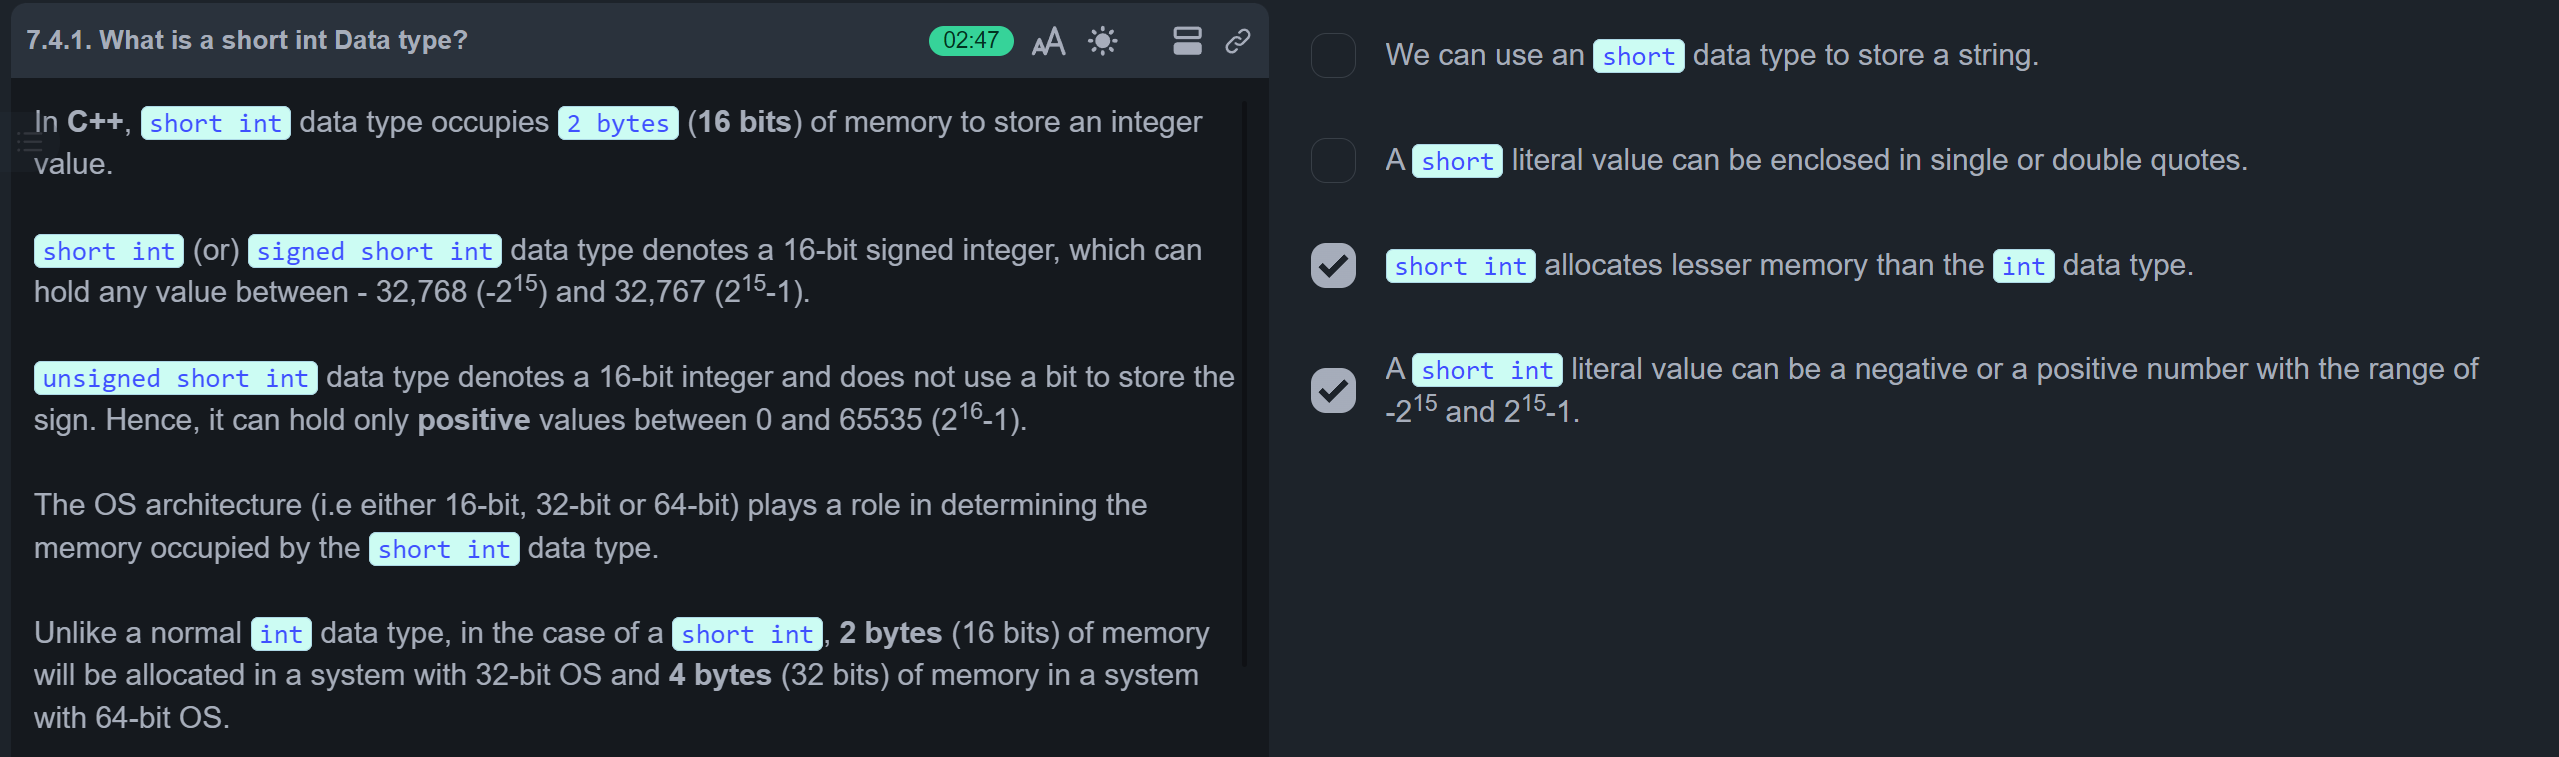 7.4.1. What is a short int Data type?
02:47
In C++, short int data type occupies 2 bytes (16 bits) of memory to store an integer
value.
short int (or) signed short int data type denotes a 16-bit signed integer, which can
hold any value between - 32,768 (-2^15) and 32,767 (2^15-1).
unsigned short int data type denotes a 16-bit integer and does not use a bit to store the
sign. Hence, it can hold only positive values between 0 and 65535 (2^16-1).
The OS architecture (i.e either 16-bit, 32-bit or 64-bit) plays a role in determining the
memory occupied by the short int data type.
Unlike a normal int data type, in the case of a short int, 2 bytes (16 bits) of memory
will be allocated in a system with 32-bit OS and 4 bytes (32 bits) of memory in a system
with 64-bit OS.
We can use an short data type to store a string.
A short literal value can be enclosed in single or double quotes.
short int allocates lesser memory than the int data type.
A short int literal value can be a negative or a positive number with the range of
-2^15 and 2^15-1.